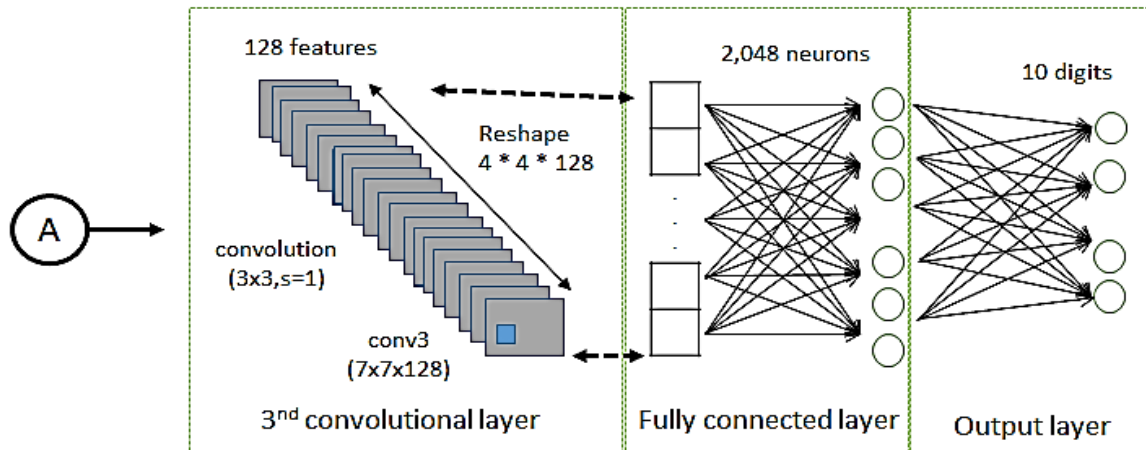 128 features
Reshape
4 * 4 * 128
A
convolution
(3x3,s=1)
conv3
(7x7x128)
3nd convolutional layer
2,048 neurons
Fully connected layer
10 digits
Output layer